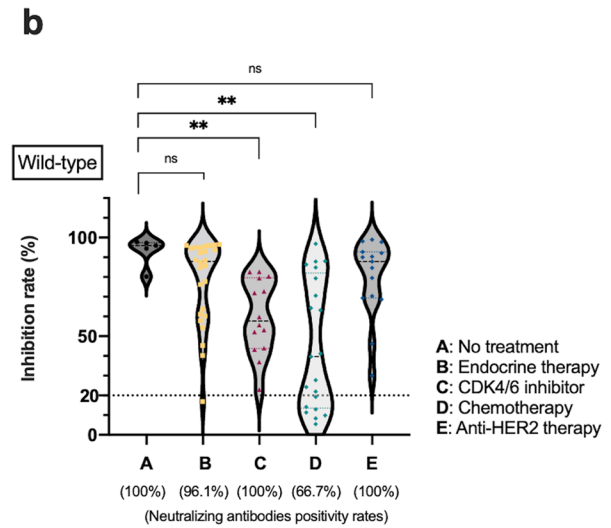 b
ns
**
**
ns
Wild-type
Inhibition rate (%)
100
50
20
0
A B C D E
(100%) (96.1%) (100%) (66.7%) (100%)
(Neutralizing antibodies positivity rates)
A: No treatment
B: Endocrine therapy
C: CDK4/6 inhibitor
D: Chemotherapy
E: Anti-HER2 therapy